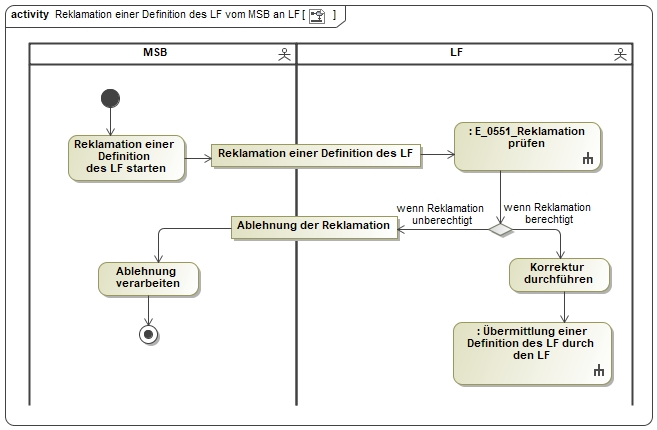 activity Reklamation einer Definition des LF vom MSB an LF [ ]
MSB
LF
Reklamation einer
Definition
des LF starten
Reklamation einer Definition des LF
: E_0551_Reklamation
prüfen
wenn Reklamation
unberechtigt
wenn Reklamation
berechtigt
Ablehnung der Reklamation
Ablehnung
verarbeiten
Korrektur
durchführen
: Übermittlung einer
Definition des LF durch
den LF